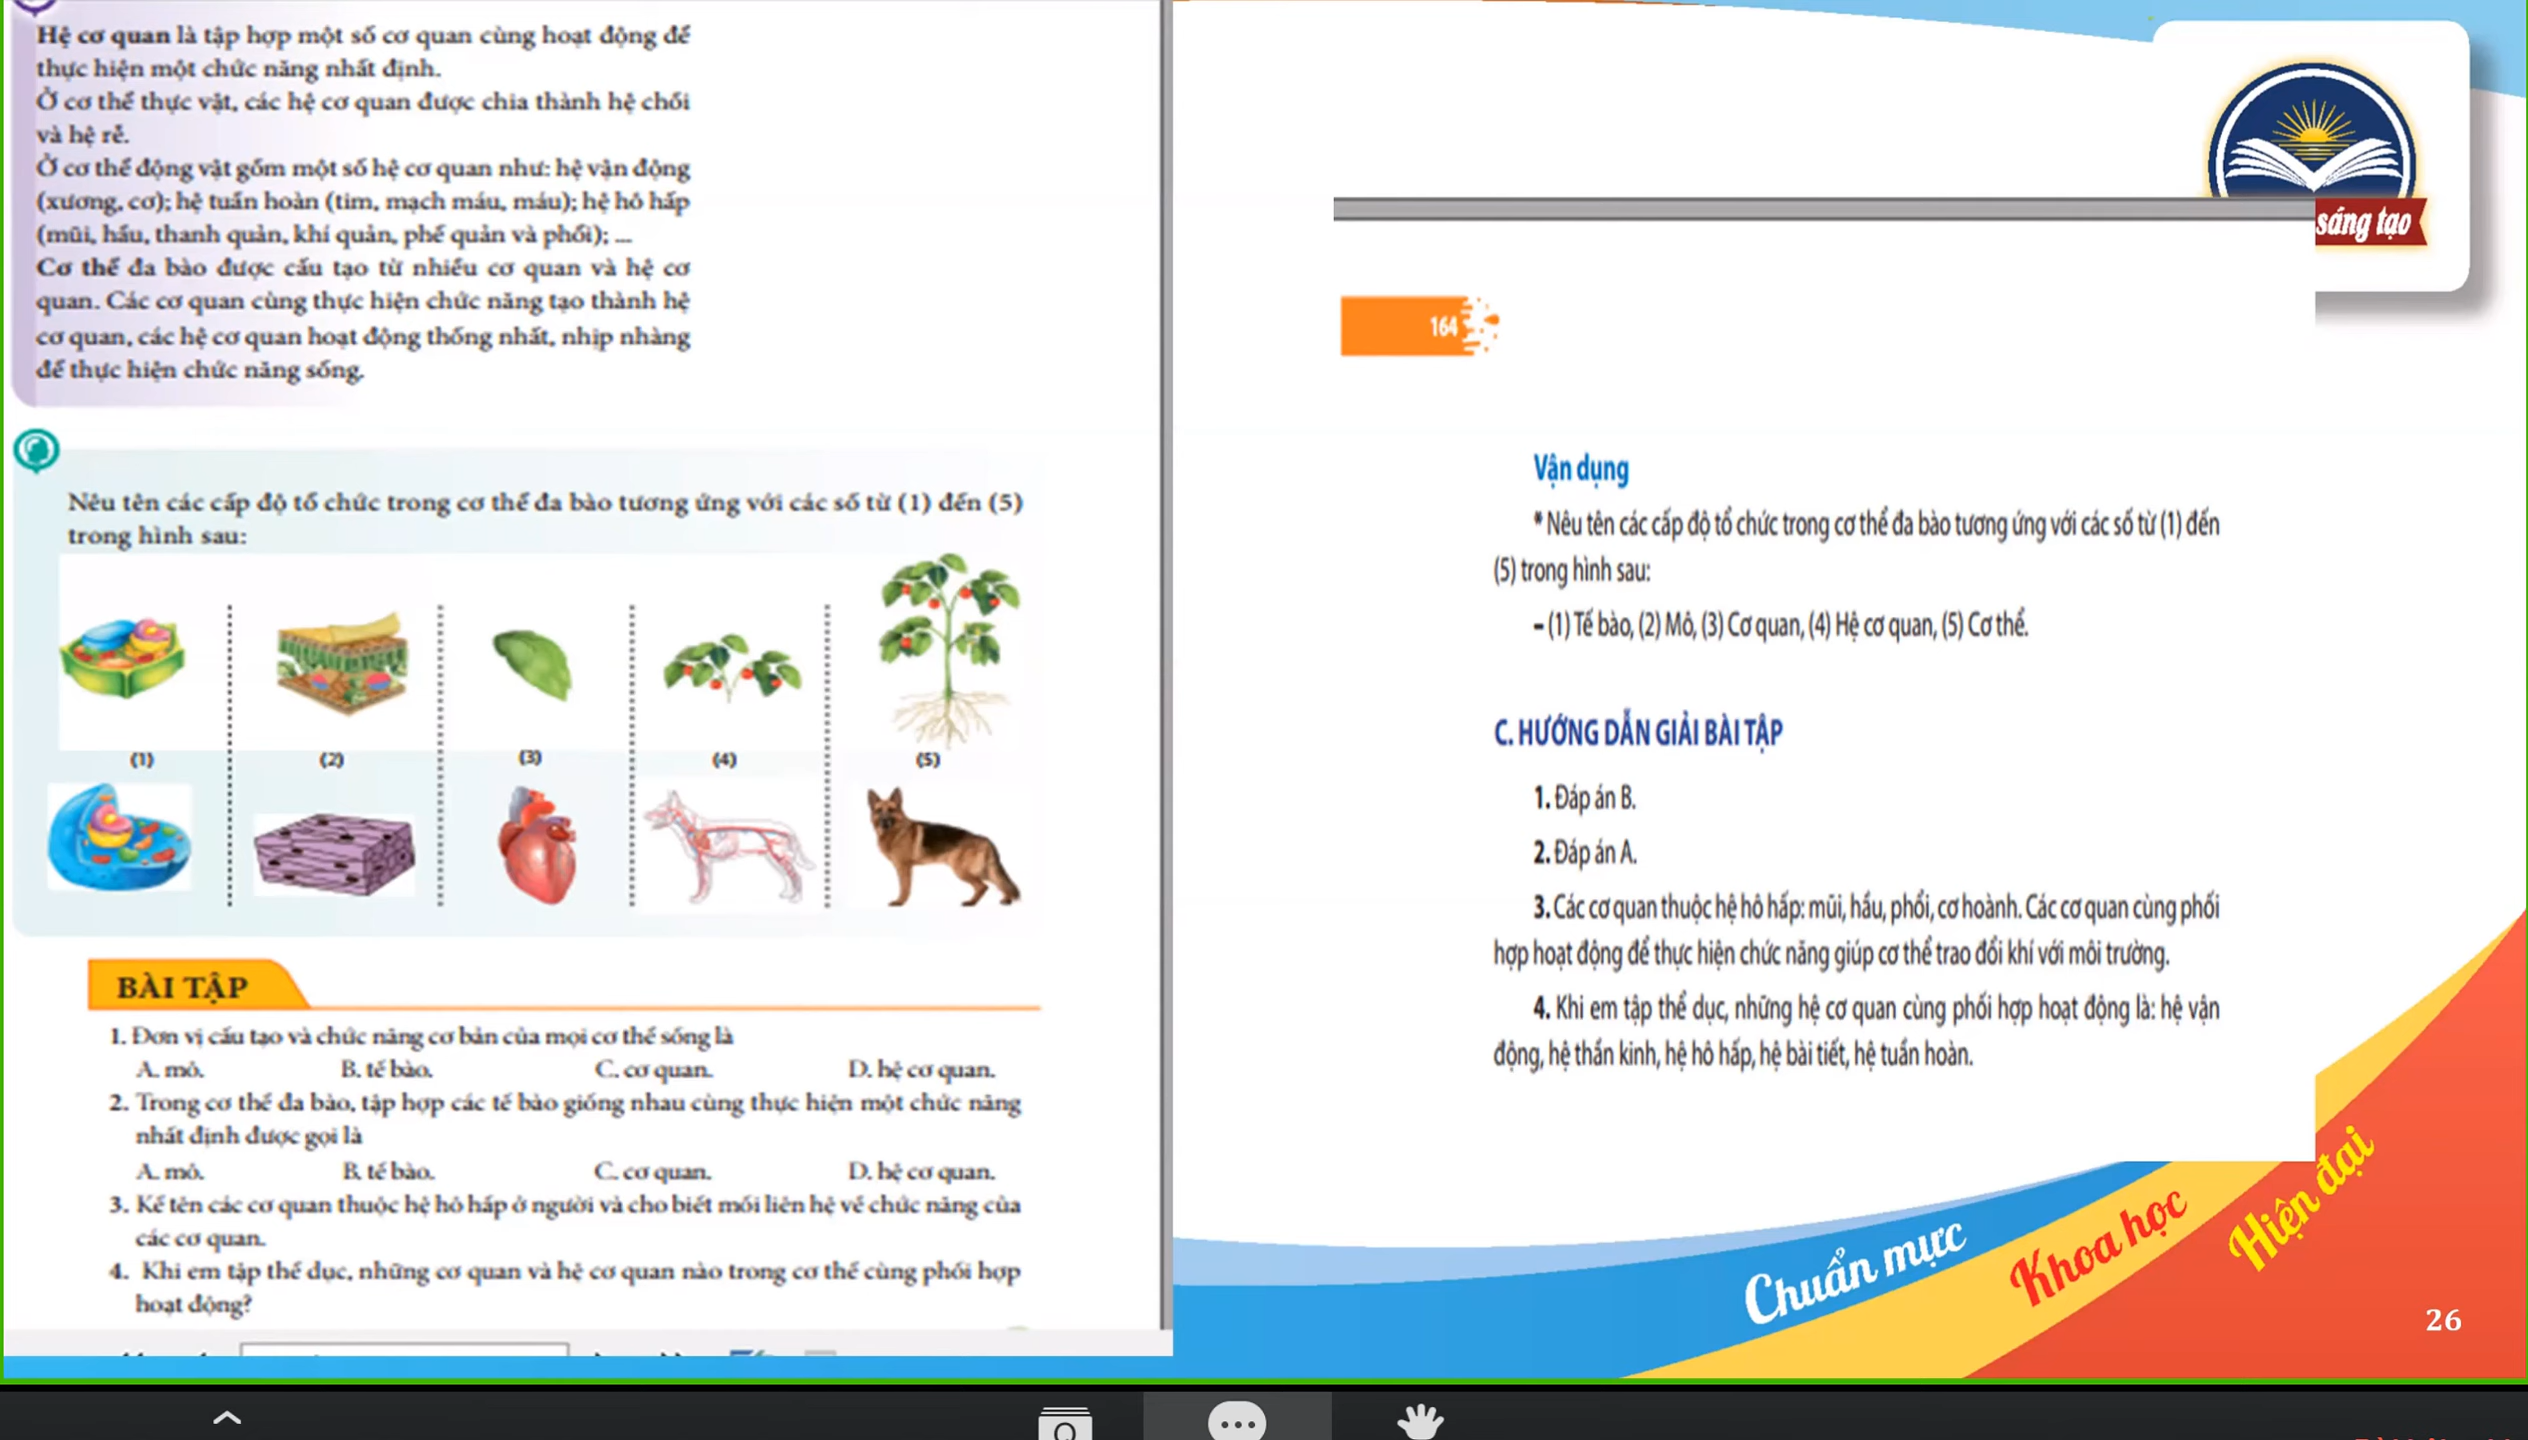 Hệ cơ quan là tập hợp một số cơ quan cùng hoạt động để
thực hiện một chức năng nhất định.
Ở cơ thể thực vật, các hệ cơ quan được chia thành hệ chồi
và hệ rễ.
Ở cơ thể động vật gồm một số hệ cơ quan như: hệ vận động
(xương, cơ); hệ tuần hoàn (tim, mạch máu, máu); hệ hô hấp
(mũi, hầu, thanh quản, khí quản, phế quản và phổi); ...
Cơ thể đa bào được cấu tạo từ nhiều cơ quan và hệ cơ
quan. Các cơ quan cùng thực hiện chức năng tạo thành hệ
cơ quan, các hệ cơ quan hoạt động thống nhất, nhịp nhàng
để thực hiện chức năng sống.
Nêu tên các cấp độ tổ chức trong cơ thể đa bào tương ứng với các số từ (1) đến (5)
trong hình sau:
(1) (2) (3) (4) (5)
BÀI TẬP
1. Đơn vị cấu tạo và chức năng cơ bản của mọi cơ thể sống là
A. mô. B. tế bào. C. cơ quan. D. hệ cơ quan.
2. Trong cơ thể đa bào, tập hợp các tế bào giống nhau cùng thực hiện một chức năng
nhất định được gọi là
A. mô. B. tế bào. C. cơ quan. D. hệ cơ quan.
3. Kể tên các cơ quan thuộc hệ hô hấp ở người và cho biết mối liên hệ về chức năng của
các cơ quan.
4. Khi em tập thể dục, những cơ quan và hệ cơ quan nào trong cơ thể cùng phối hợp
hoạt động?
sáng tạo
164
Vận dụng
* Nêu tên các cấp độ tổ chức trong cơ thể đa bào tương ứng với các số từ (1) đến
(5) trong hình sau:
– (1) Tế bào, (2) Mô, (3) Cơ quan, (4) Hệ cơ quan, (5) Cơ thể.
C. HƯỚNG DẪN GIẢI BÀI TẬP
1. Đáp án B.
2. Đáp án A.
3. Các cơ quan thuộc hệ hô hấp: mũi, hầu, phổi, cơ hoành. Các cơ quan cùng phối
hợp hoạt động để thực hiện chức năng giúp cơ thể trao đổi khí với môi trường.
4. Khi em tập thể dục, những hệ cơ quan cùng phối hợp hoạt động là: hệ vận
động, hệ thần kinh, hệ hô hấp, hệ bài tiết, hệ tuần hoàn.
Chuẩn mực
Khoa học
Hiện đại
26